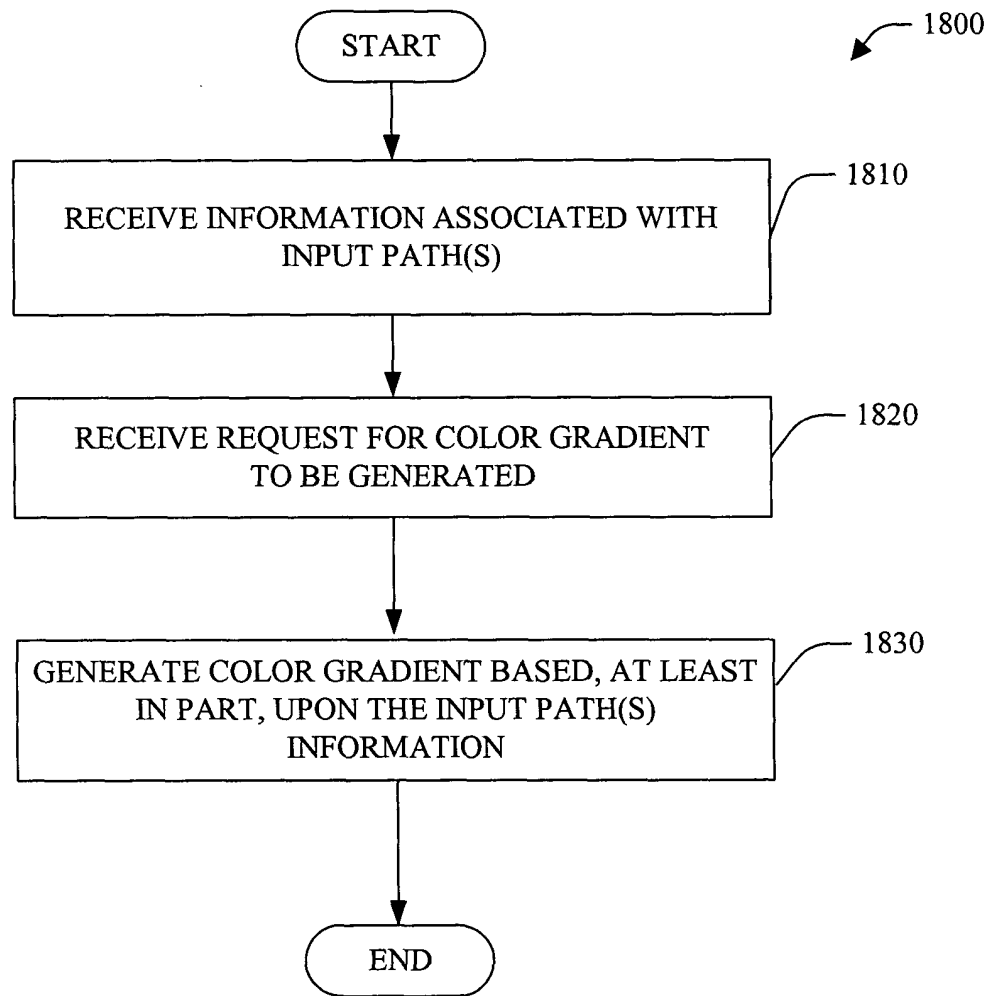 START
1800
1810
RECEIVE INFORMATION ASSOCIATED WITH
INPUT PATH(S)
1820
RECEIVE REQUEST FOR COLOR GRADIENT
TO BE GENERATED
1830
GENERATE COLOR GRADIENT BASED, AT LEAST
IN PART, UPON THE INPUT PATH(S)
INFORMATION
END